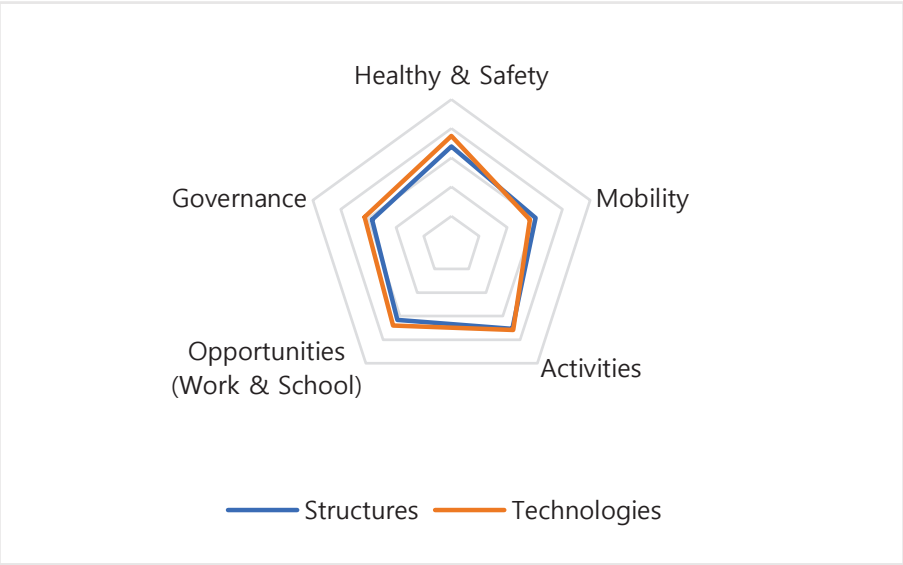 Healthy & Safety
Governance
Mobility
Opportunities
(Work & School)
Activities
Structures
Technologies